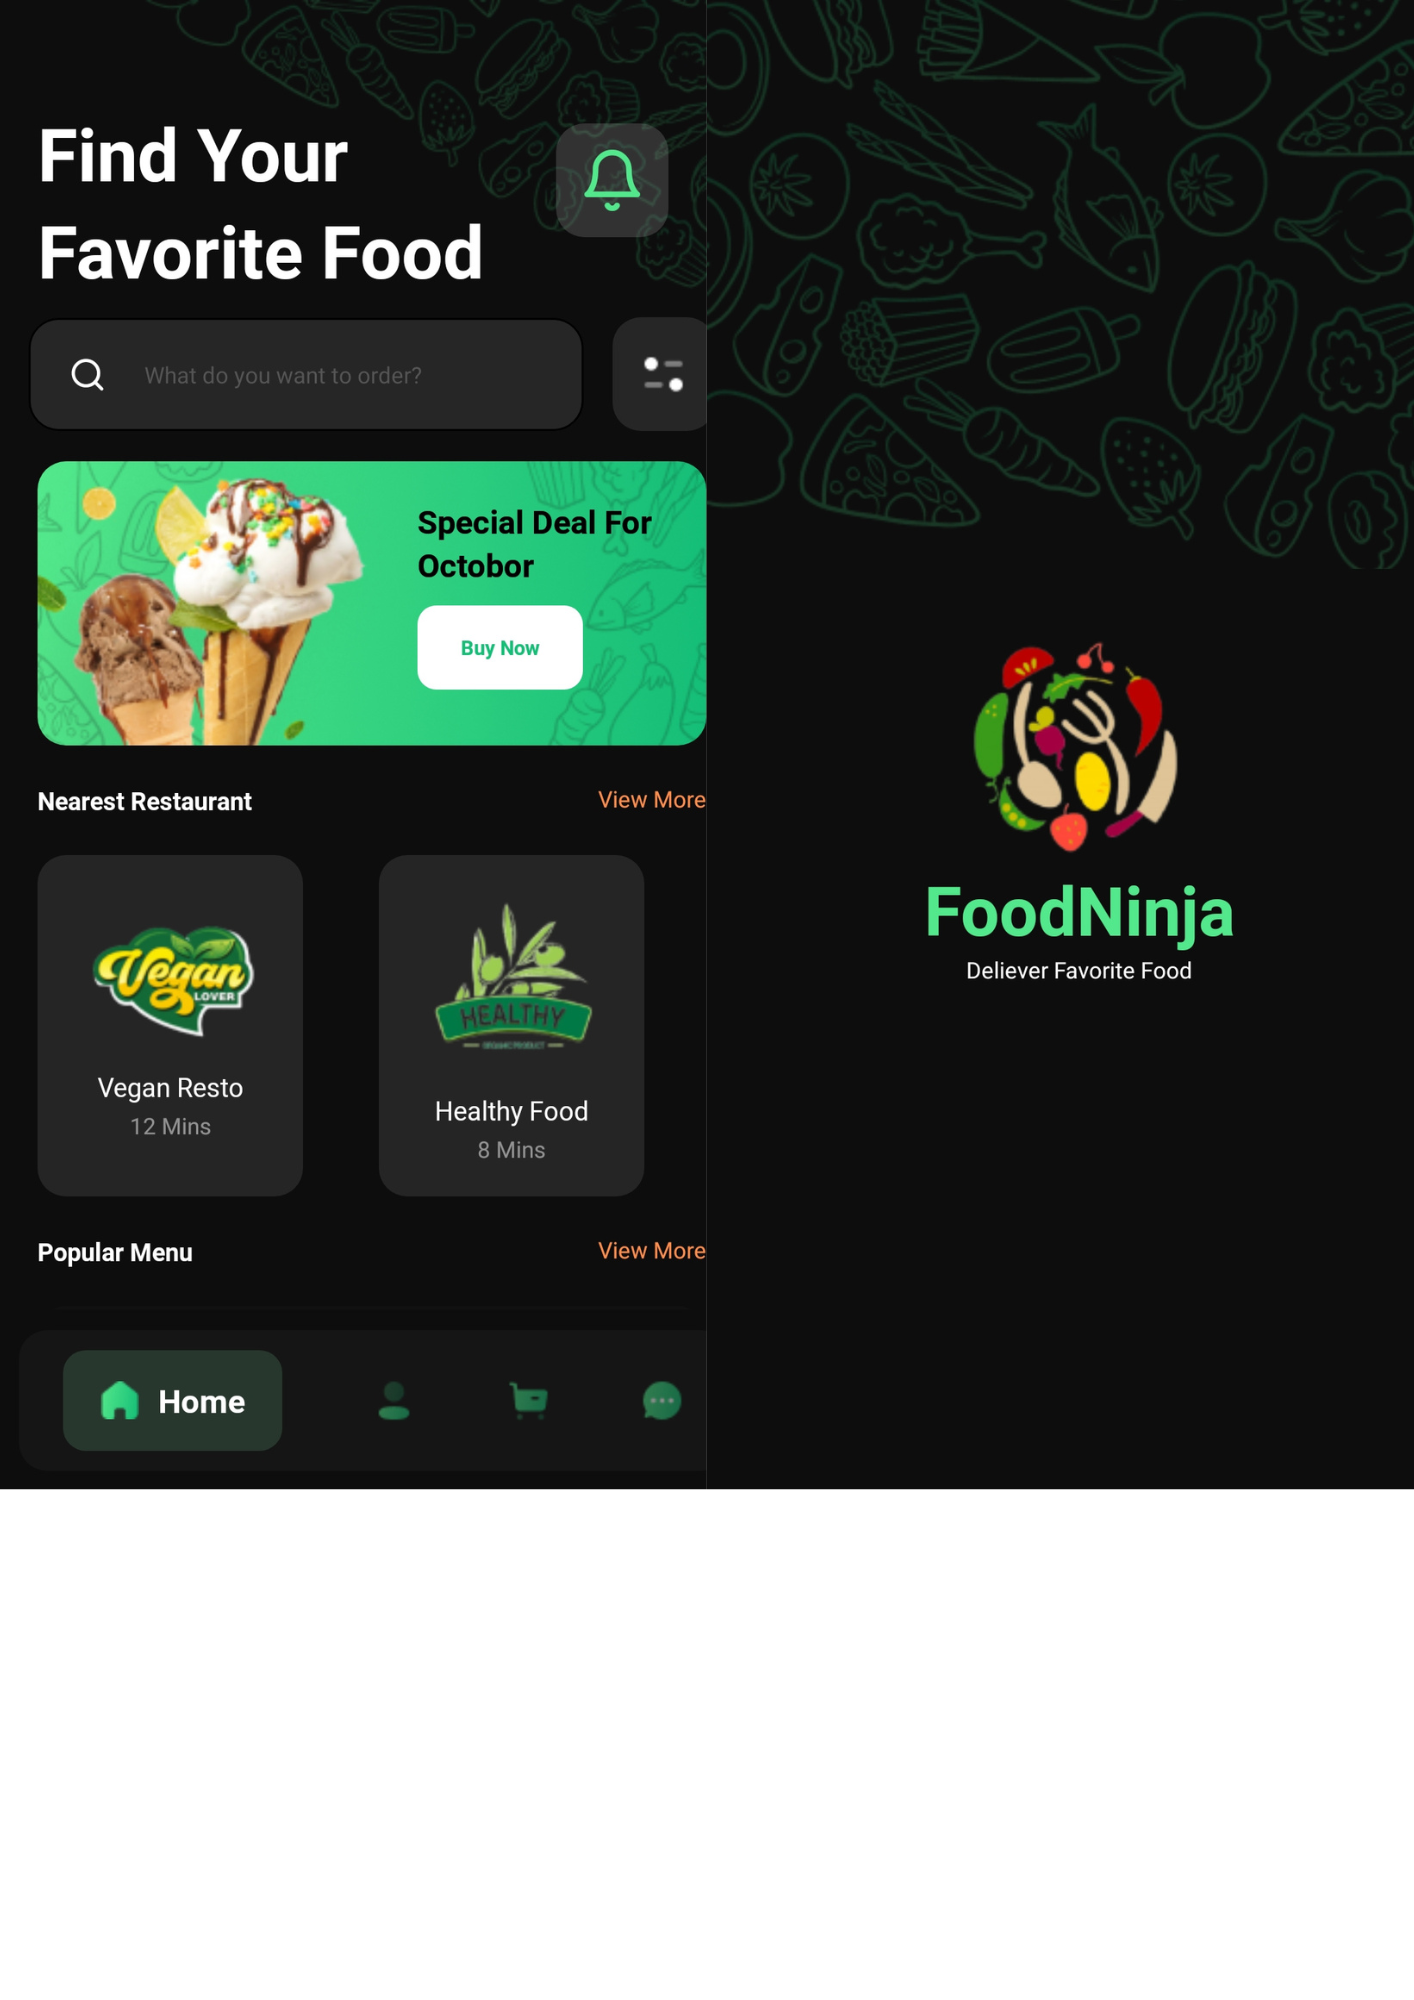 Find Your
Favorite Food
What do you want to order?
Special Deal For
Octobor
Buy Now
Nearest Restaurant
View More
Vegan
LOVER
Vegan Resto
12 Mins
HEALTHY
ORGANIC PRODUCT
Healthy Food
8 Mins
Popular Menu
View More
Home
FoodNinja
Deliever Favorite Food